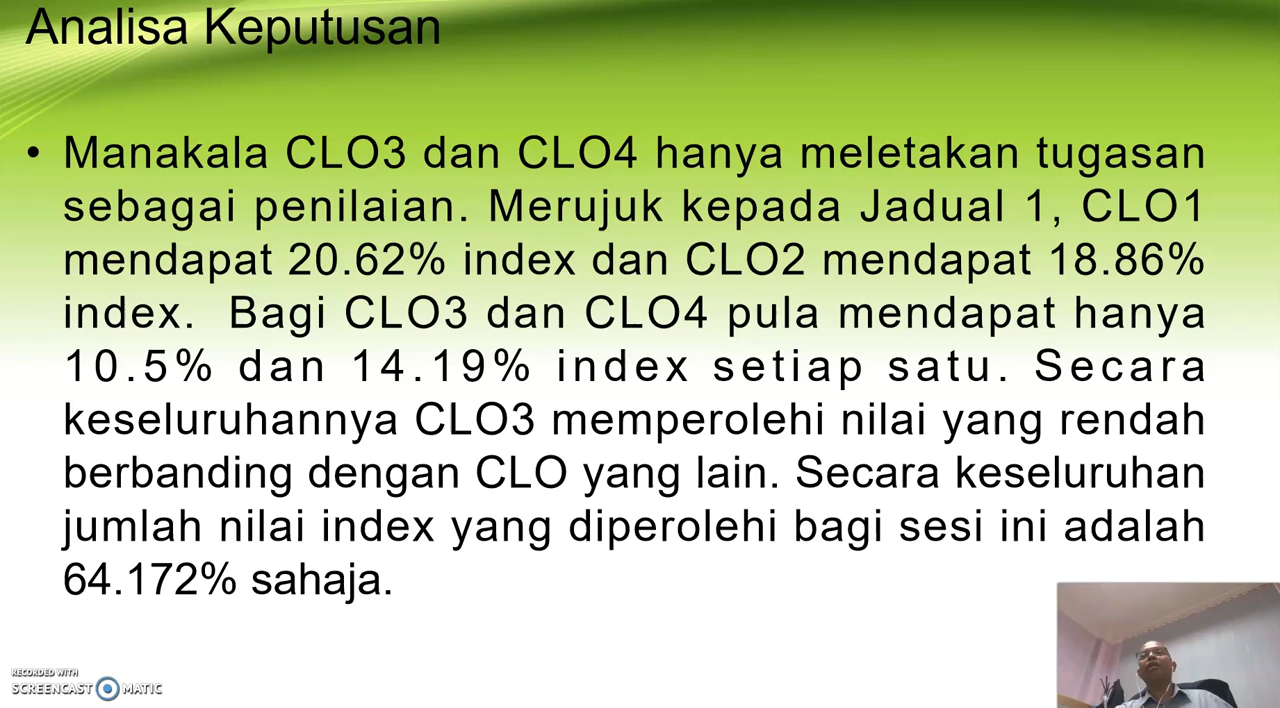 Analisa Keputusan
• Manakala CLO3 dan CLO4 hanya meletakan tugasan
sebagai penilaian. Merujuk kepada Jadual 1, CLO1
mendapat 20.62% index dan CLO2 mendapat 18.86%
index.  Bagi CLO3 dan CLO4 pula mendapat hanya
10.5% dan 14.19% index setiap satu. Secara
keseluruhannya CLO3 memperolehi nilai yang rendah
berbanding dengan CLO yang lain. Secara keseluruhan
jumlah nilai index yang diperolehi bagi sesi ini adalah
64.172% sahaja.
RECORDED WITH
SCREENCAST MATIC